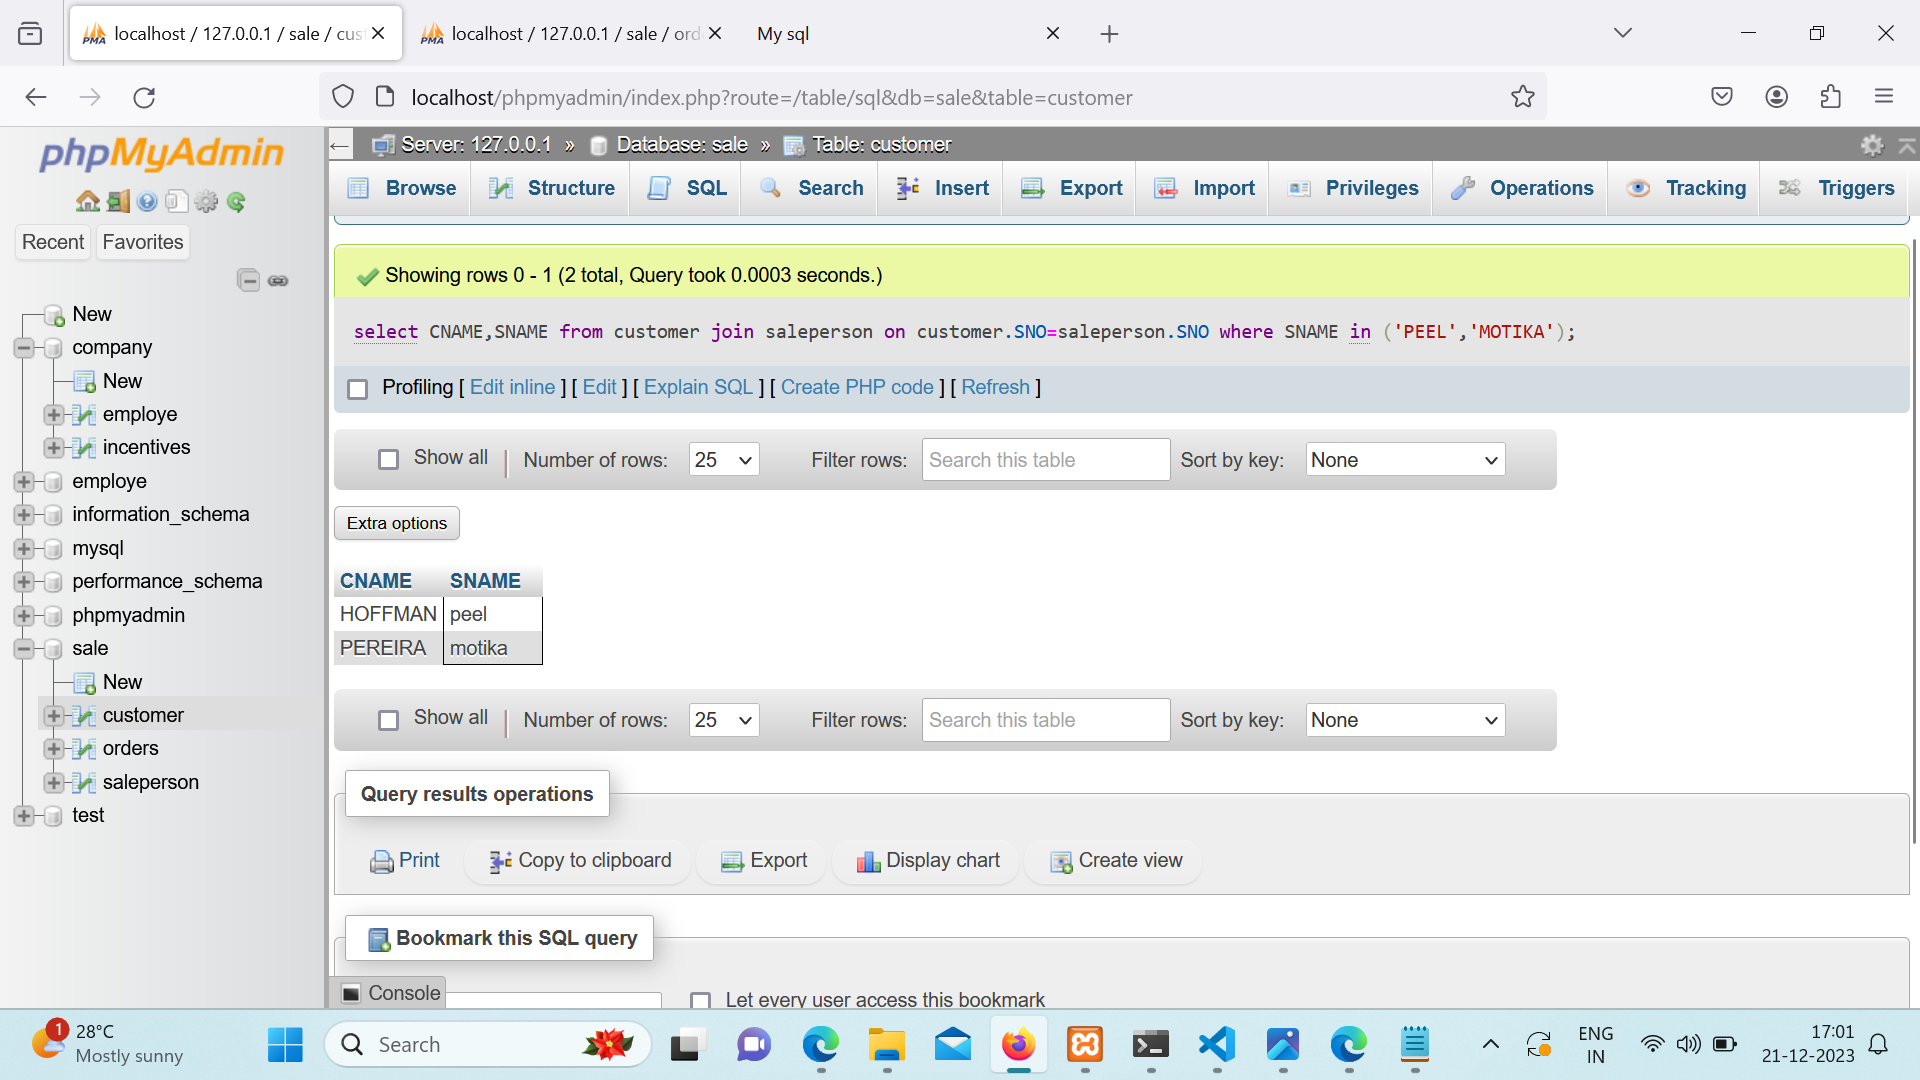 localhost / 127.0.0.1 / sale / cus
localhost / 127.0.0.1 / sale / ord
My sql
localhost/phpmyadmin/index.php?route=/table/sql&db=sale&table=customer
phpMyAdmin
Recent
Favorites
New
company
New
employe
incentives
employe
information_schema
mysql
performance_schema
phpmyadmin
sale
New
customer
orders
saleperson
test
Server: 127.0.0.1 » Database: sale » Table: customer
Browse
Structure
SQL
Search
Insert
Export
Import
Privileges
Operations
Tracking
Triggers
Showing rows 0 - 1 (2 total, Query took 0.0003 seconds.)
select CNAME,SNAME from customer join saleperson on customer.SNO=saleperson.SNO where SNAME in ('PEEL','MOTIKA');
Profiling [ Edit inline ] [ Edit ] [ Explain SQL ] [ Create PHP code ] [ Refresh ]
Show all | Number of rows: 25 Filter rows: Search this table Sort by key: None
Extra options
CNAME SNAME
HOFFMAN peel
PEREIRA motika
Show all | Number of rows: 25 Filter rows: Search this table Sort by key: None
Query results operations
Print Copy to clipboard Export Display chart Create view
Bookmark this SQL query
Console
Let every user access this bookmark
1
28°C
Mostly sunny
Search
ENG
IN
17:01
21-12-2023